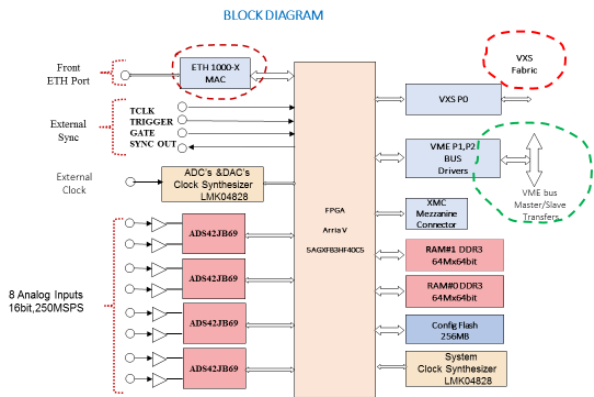 BLOCK DIAGRAM
Front
ETH Port
ETH 1000-X
MAC
VXS
Fabric
VXS P0
External
Sync
TCLK
TRIGGER
GATE
SYNC OUT
VME P1,P2
BUS
Drivers
VME bus
Master/Slave
Transfers
External
Clock
ADC's &DAC's
Clock Synthesizer
LMK04828
FPGA
Arria V
5AGXFB3HF40C5
XMC
Mezzanine
Connector
8 Analog Inputs
16bit,250MSPS
ADS42JB69
ADS42JB69
ADS42JB69
ADS42JB69
RAM#1 DDR3
64Mx64bit
RAM#0 DDR3
64Mx64bit
Config Flash
256MB
System
Clock Synthesizer
LMK04828